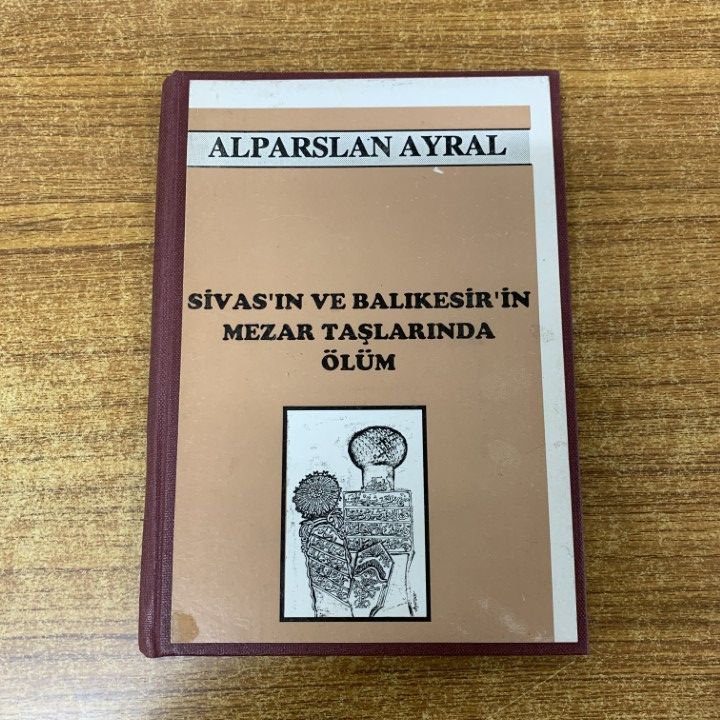 ALPARSLAN AYRAL
SİVAS'IN VE BALIKESİR'İN
MEZAR TAŞLARINDA
ÖLÜM